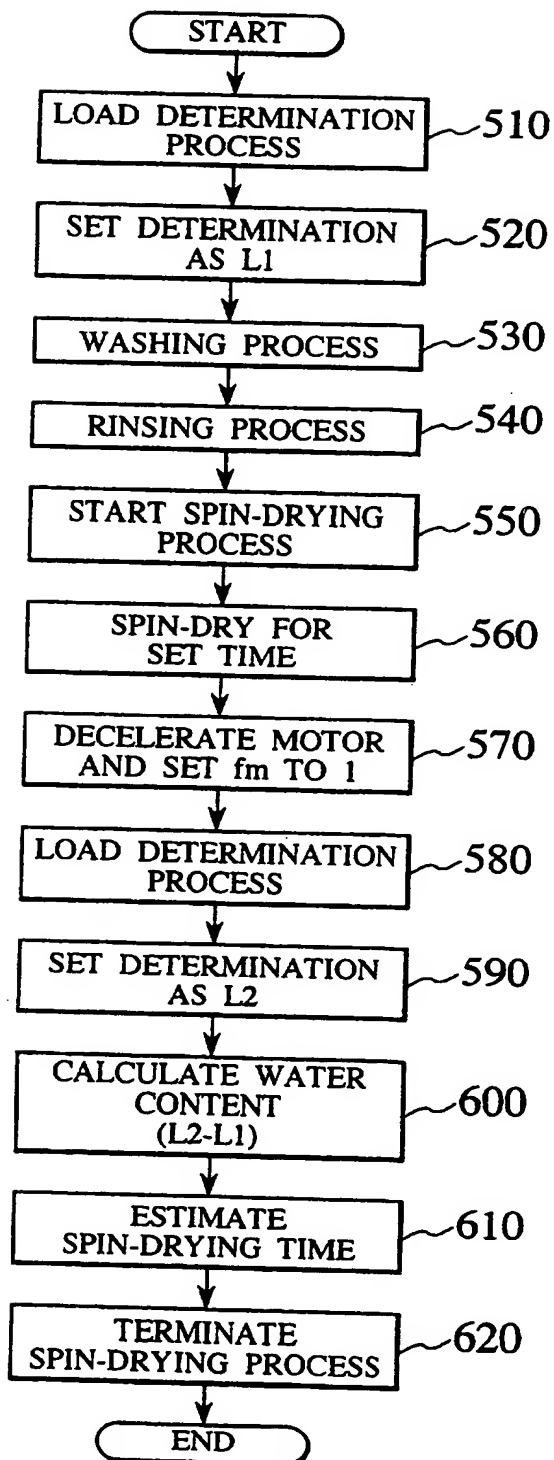 START
LOAD DETERMINATION
PROCESS
510
SET DETERMINATION
AS L1
520
WASHING PROCESS
530
RINSING PROCESS
540
START SPIN-DRYING
PROCESS
550
SPIN-DRY FOR
SET TIME
560
DECELERATE MOTOR
AND SET fm TO 1
570
LOAD DETERMINATION
PROCESS
580
SET DETERMINATION
AS L2
590
CALCULATE WATER
CONTENT
(L2-L1)
600
ESTIMATE
SPIN-DRYING TIME
610
TERMINATE
SPIN-DRYING PROCESS
620
END